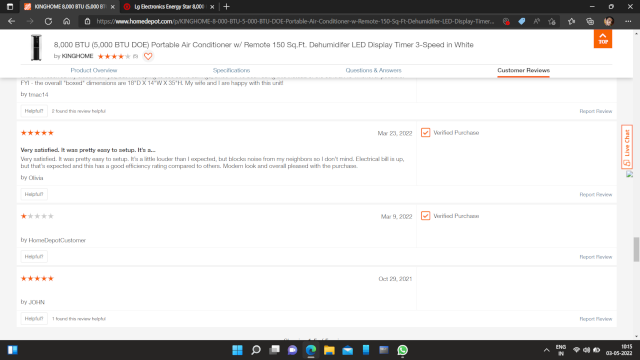 KINGHOME 8,000 BTU (5,000 BTU
Lg Electronics Energy Star 8,000
https://www.homedepot.com/p/KINGHOME-8-000-BTU-5-000-BTU-DOE-Portable-Air-Conditioner-w-Remote-150-Sq-Ft-Dehumidifer-LED-Display-Timer...
8,000 BTU (5,000 BTU DOE) Portable Air Conditioner w/ Remote 150 Sq.Ft. Dehumidifer LED Display Timer 3-Speed in White
by KINGHOME
TOP
Product Overview
Specifications
Questions & Answers
Customer Reviews
FYI - the overall "boxed" dimensions are 18"D X 14"W X 35"H. My wife and I are happy with this unit!
by tmac14
Helpful?
2 found this review helpful
Report Review
Mar 23, 2022
Verified Purchase
Very satisfied. It was pretty easy to setup. It's a...
Very satisfied. It was pretty easy to setup. It's a little louder than I expected, but blocks noise from my neighbors so I don't mind. Electrical bill is up,
but that's expected and this has a good efficiency rating compared to others. Modern look and overall pleased with the purchase.
by Olivia
Helpful?
Report Review
Live Chat
Mar 9, 2022
Verified Purchase
by HomeDepotCustomer
Helpful?
Report Review
Oct 29, 2021
by JOHN
Helpful?
1 found this review helpful
Report Review
ENG
IN
10:15
03-05-2022